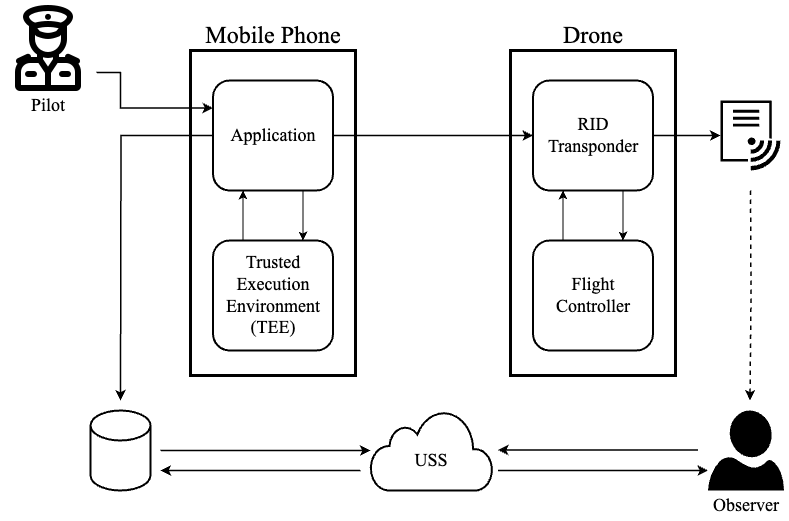 Mobile Phone
Drone
Pilot
Application
RID
Transponder
Trusted
Execution
Environment
(TEE)
Flight
Controller
USS
Observer